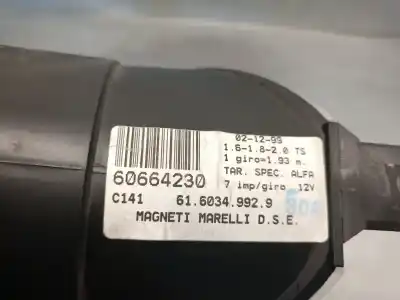 02-12-99
1.6-1.8-2.0 TS
1 giro=1.93 m.
TAR. SPEC. ALFA
60664230
7 imp/giro 12V
C141 61.6034.992.9
MAGNETI MARELLI D.S.E.